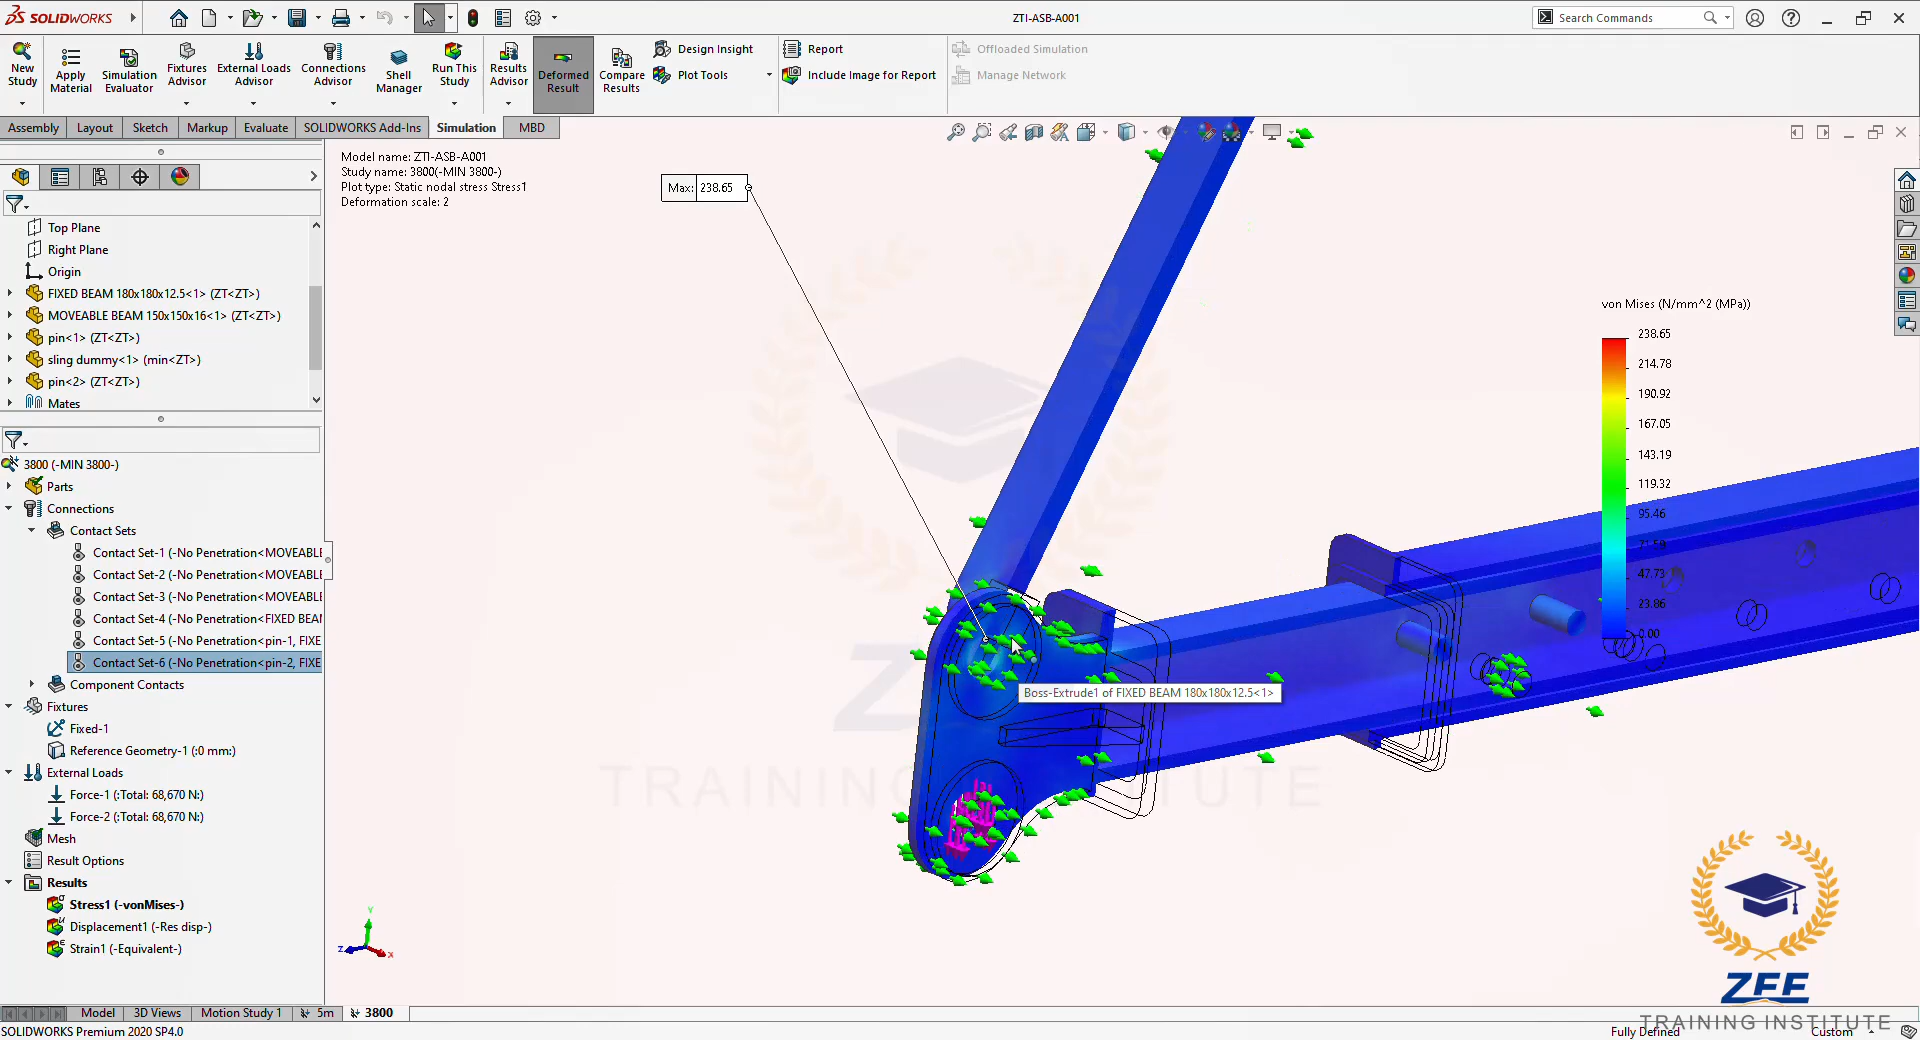 SOLIDWORKS
ZTI-ASB-A001
Search Commands
New Study
Apply Material
Simulation Evaluator
Fixtures Advisor
External Loads Advisor
Connections Advisor
Shell Manager
Run This Study
Results Advisor
Deformed Result
Compare Results
Design Insight
Plot Tools
Report
Include Image for Report
Offloaded Simulation
Manage Network
Assembly
Layout
Sketch
Markup
Evaluate
SOLIDWORKS Add-Ins
Simulation
MBD
Top Plane
Right Plane
Origin
FIXED BEAM 180x180x12.5<1> (ZT<ZT>)
MOVEABLE BEAM 150x150x16<1> (ZT<ZT>)
pin<1> (ZT<ZT>)
sling dummy<1> (min<ZT>)
pin<2> (ZT<ZT>)
Mates
3800 (-MIN 3800-)
Parts
Connections
Contact Sets
Contact Set-1 (-No Penetration<MOVEABLE
Contact Set-2 (-No Penetration<MOVEABLE
Contact Set-3 (-No Penetration<MOVEABLE
Contact Set-4 (-No Penetration<FIXED BEAM
Contact Set-5 (-No Penetration<pin-1, FIXE
Contact Set-6 (-No Penetration<pin-2, FIXE
Component Contacts
Fixtures
Fixed-1
Reference Geometry-1 (:0 mm:)
External Loads
Force-1 (:Total: 68,670 N:)
Force-2 (:Total: 68,670 N:)
Mesh
Result Options
Results
Stress1 (-vonMises-)
Displacement1 (-Res disp-)
Strain1 (-Equivalent-)
Model name: ZTI-ASB-A001
Study name: 3800(-MIN 3800-)
Plot type: Static nodal stress Stress1
Deformation scale: 2
Max: 238.65
Boss-Extrude1 of FIXED BEAM 180x180x12.5<1>
von Mises (N/mm^2 (MPa))
238.65
214.78
190.92
167.05
143.19
119.32
95.46
71.59
47.73
23.86
0.00
Y
Z
X
ZEE
TRAINING INSTITUTE
Model
3D Views
Motion Study 1
5m
3800
SOLIDWORKS Premium 2020 SP4.0
Fully Defined
Custom